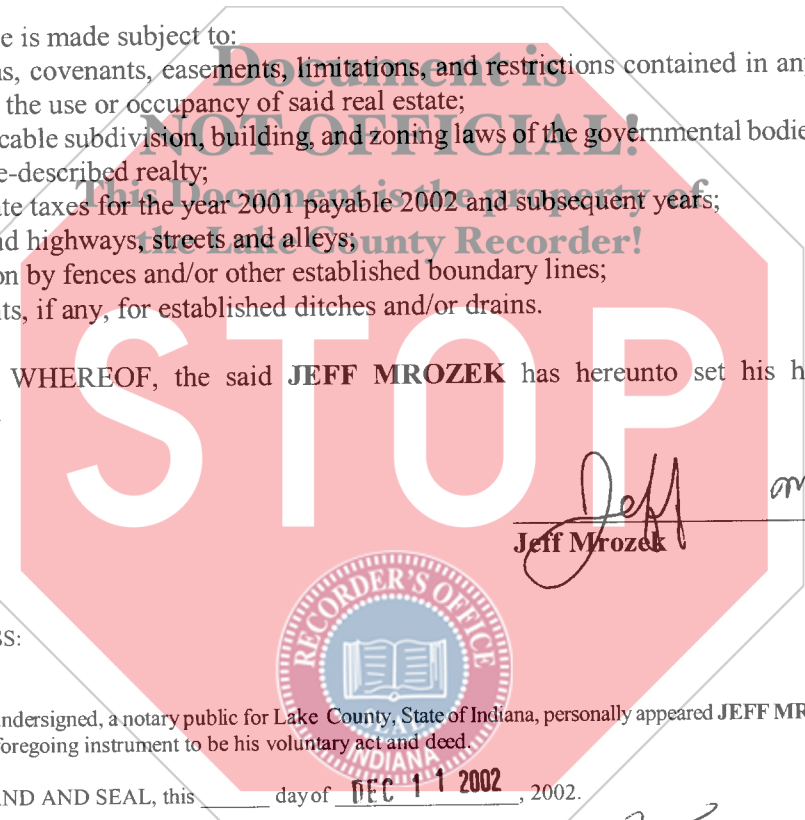 e is made subject to:
Document is
s, covenants, easements, limitations, and restrictions contained in any
the use or occupancy of said real estate;
NOT OFFICIAL!
cable subdivision, building, and zoning laws of the governmental bodie
e-described realty;
This Document is the property of
te taxes for the year 2001 payable 2002 and subsequent years;
d highways, streets and alleys;
the Lake County Recorder!
on by fences and/or other established boundary lines;
ts, if any, for established ditches and/or drains.
STOP
WHEREOF, the said JEFF MROZEK has hereunto set his h
Jeff
Jeff Mrozek
RECORDER'S OFFICE
SEAL
INDIANA
SS:
ndersigned, a notary public for Lake County, State of Indiana, personally appeared JEFF MR
oregoing instrument to be his voluntary act and deed.
ND AND SEAL, this ______ day of DEC 11 2002, 2002.